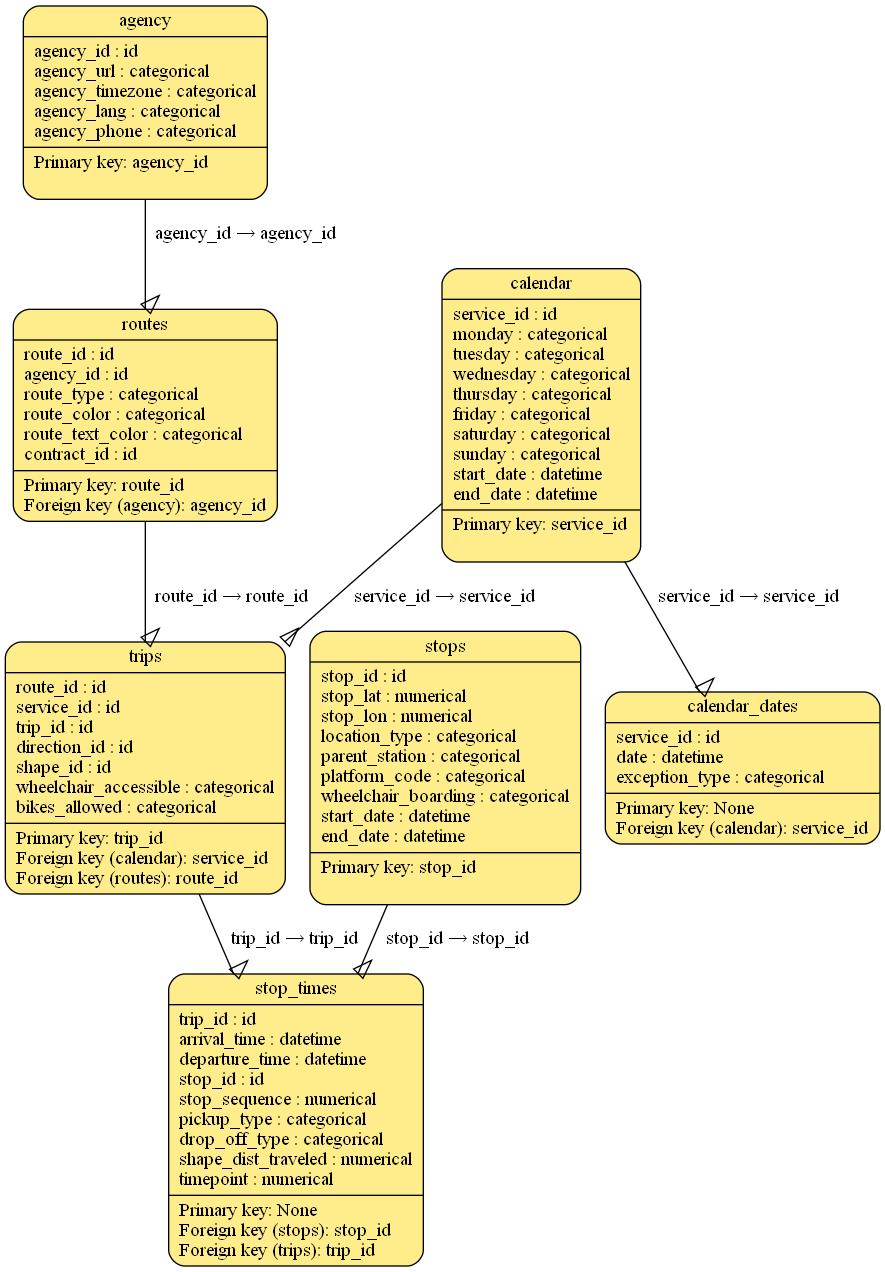 agency
agency_id : id
agency_url : categorical
agency_timezone : categorical
agency_lang : categorical
agency_phone : categorical
Primary key: agency_id
agency_id → agency_id
routes
route_id : id
agency_id : id
route_type : categorical
route_color : categorical
route_text_color : categorical
contract_id : id
Primary key: route_id
Foreign key (agency): agency_id
calendar
service_id : id
monday : categorical
tuesday : categorical
wednesday : categorical
thursday : categorical
friday : categorical
saturday : categorical
sunday : categorical
start_date : datetime
end_date : datetime
Primary key: service_id
route_id → route_id
service_id → service_id
service_id → service_id
trips
route_id : id
service_id : id
trip_id : id
direction_id : id
shape_id : id
wheelchair_accessible : categorical
bikes_allowed : categorical
Primary key: trip_id
Foreign key (calendar): service_id
Foreign key (routes): route_id
stops
stop_id : id
stop_lat : numerical
stop_lon : numerical
location_type : categorical
parent_station : categorical
platform_code : categorical
wheelchair_boarding : categorical
start_date : datetime
end_date : datetime
Primary key: stop_id
calendar_dates
service_id : id
date : datetime
exception_type : categorical
Primary key: None
Foreign key (calendar): service_id
trip_id → trip_id
stop_id → stop_id
stop_times
trip_id : id
arrival_time : datetime
departure_time : datetime
stop_id : id
stop_sequence : numerical
pickup_type : categorical
drop_off_type : categorical
shape_dist_traveled : numerical
timepoint : numerical
Primary key: None
Foreign key (stops): stop_id
Foreign key (trips): trip_id